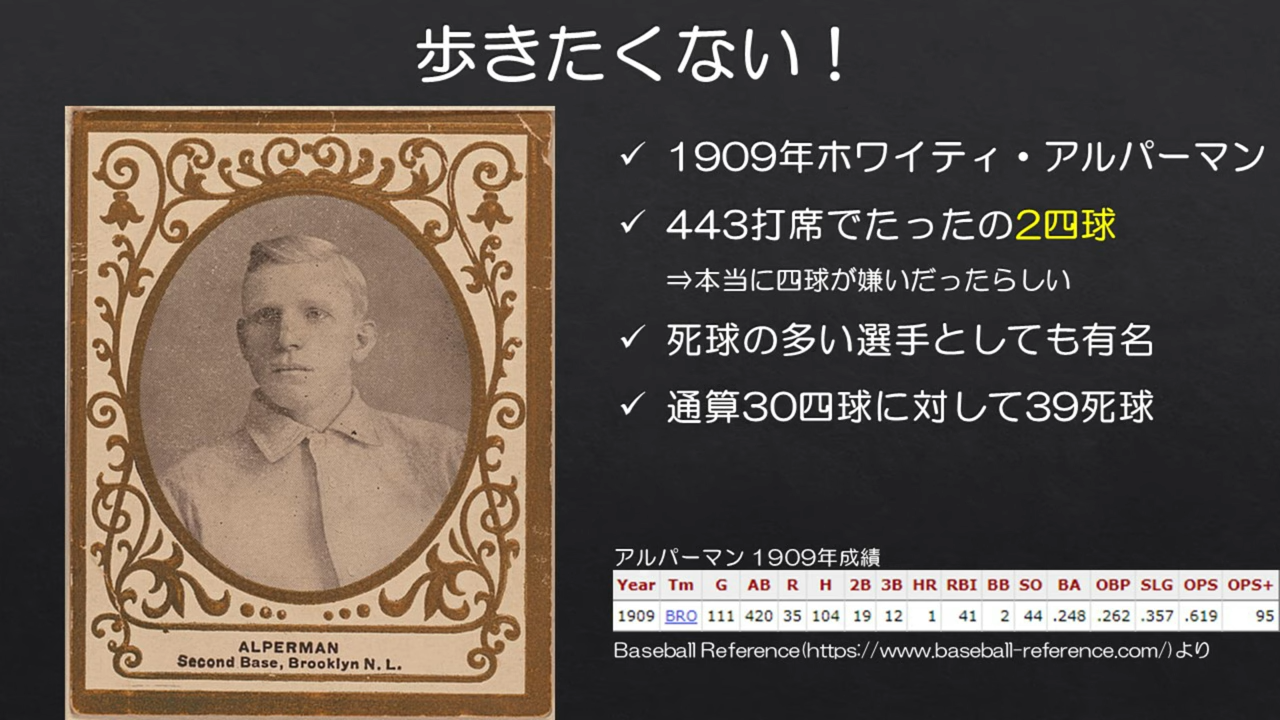 歩きたくない！
✓ 1909年ホワイティ・アルパーマン
✓ 443打席でたったの2四球
⇒本当に四球が嫌いだったらしい
✓ 死球の多い選手としても有名
✓ 通算30四球に対して39死球
ALPERMAN
Second Base, Brooklyn N. L.
アルパーマン 1909年成績
Year Tm G AB R H 2B 3B HR RBI BB SO BA OBP SLG OPS OPS+
1909 BRO 111 420 35 104 19 12 1 41 2 44 .248 .262 .357 .619 95
Baseball Reference(https://www.baseball-reference.com/)より